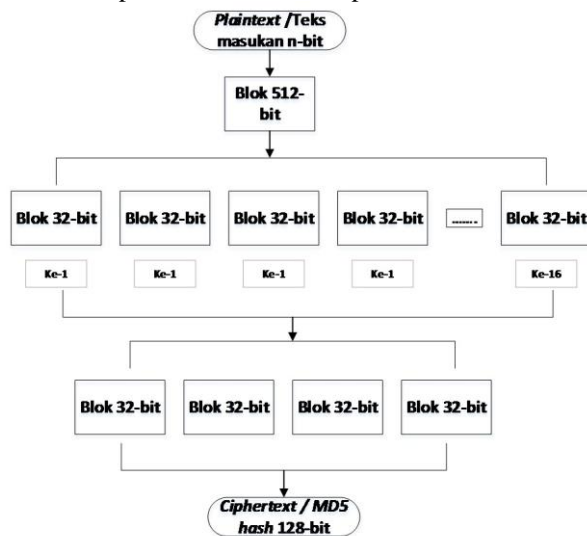 Plaintext /Teks
masukan n-bit
Blok 512-
bit
Blok 32-bit Blok 32-bit Blok 32-bit Blok 32-bit ........ Blok 32-bit
Ke-1 Ke-1 Ke-1 Ke-1 Ke-16
Blok 32-bit Blok 32-bit Blok 32-bit Blok 32-bit
Ciphertext / MD5
hash 128-bit